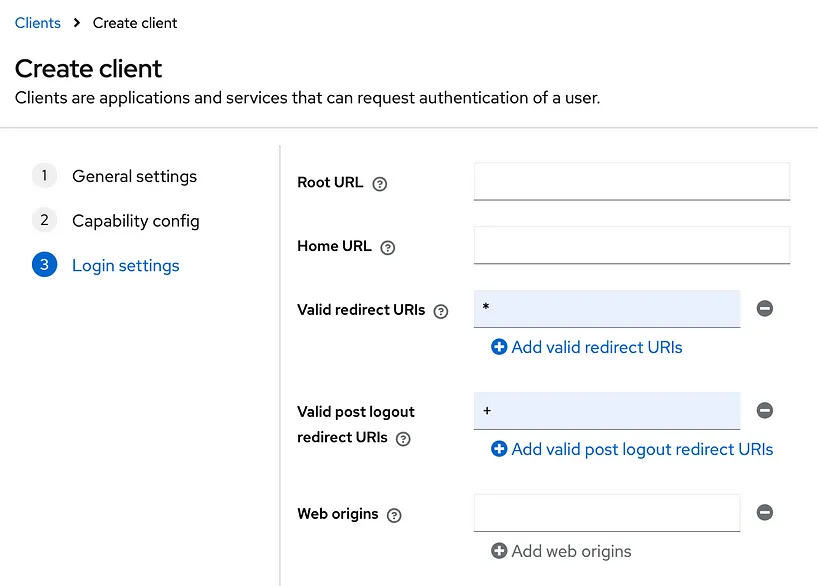 Clients > Create client
Create client
Clients are applications and services that can request authentication of a user.
1 General settings
2 Capability config
3 Login settings
Root URL ?
Home URL ?
Valid redirect URIs ? *
Add valid redirect URIs
Valid post logout
redirect URIs ? +
Add valid post logout redirect URIs
Web origins ?
Add web origins